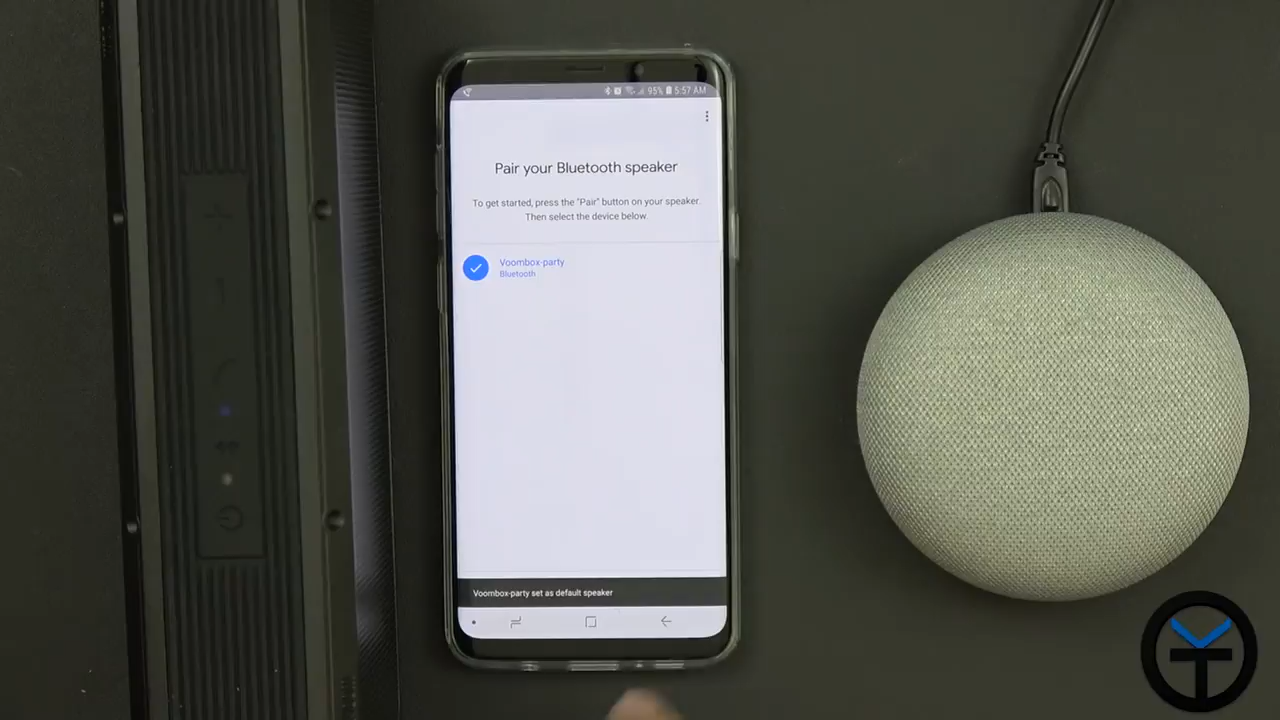 95% 5:57 AM
Pair your Bluetooth speaker
To get started, press the "Pair" button on your speaker.
Then select the device below.
Voombox-party
Bluetooth
Voombox-party set as default speaker